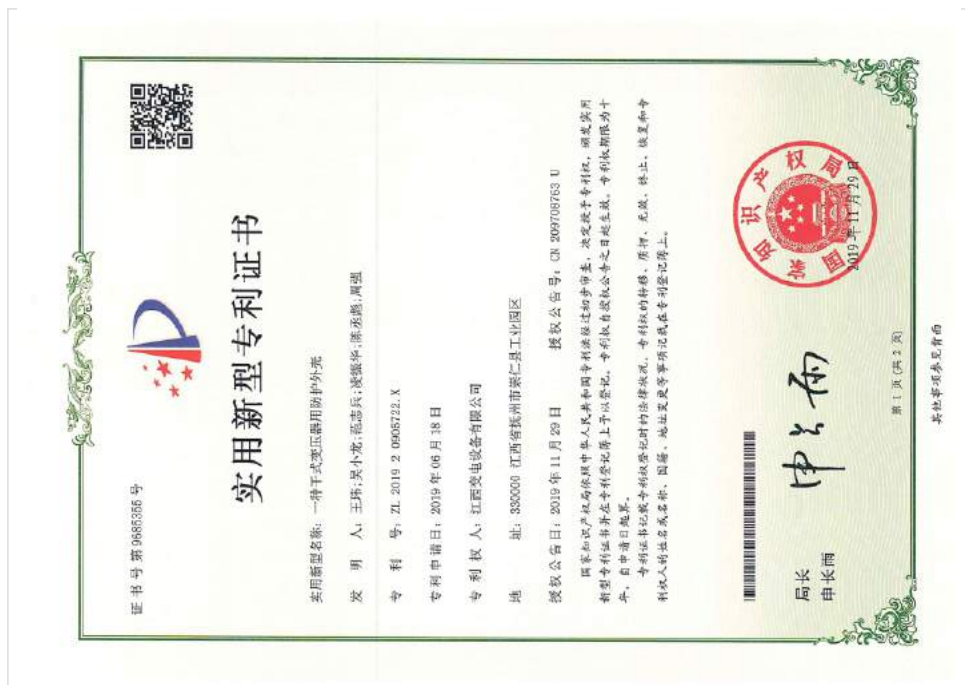 证书号第9685355号
实用新型专利证书
实用新型名称：一种干式变压器用防护外壳
发明人：王玮;吴小龙;范志兵;凌振华;陈丞彪;周强
专利号：ZL 2019 2 0905722.X
专利申请日：2019年06月18日
专利权人：江西变电设备有限公司
地址：330000 江西省抚州市崇仁县工业园区
授权公告日：2019年11月29日 授权公告号：CN 209708763 U
国家知识产权局依照中华人民共和国专利法经过初步审查，决定授予专利权，颁发实用
新型专利证书并在专利登记簿上予以登记。专利权自授权公告之日起生效。专利权期限为十
年，自申请日起算。
专利证书记载专利权登记时的法律状况。专利权的转移、质押、无效、终止、恢复和专
利权人的姓名或名称、国籍、地址变更等事项记载在专利登记簿上。
局长
申长雨
申长雨
国家知识产权局
2019年11月29日
第 1 页 (共 2 页)
其他事项参见背面